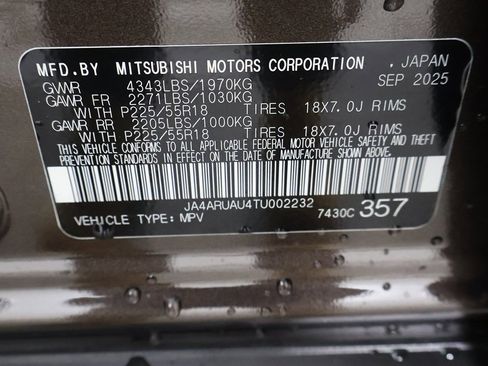 MFD.BY MITSUBISHI MOTORS CORPORATION , JAPAN
GVWR 4343LBS/1970KG SEP 2025
GAWR FR 2271LBS/1030KG
WITH P225/55R18 TIRES 18X7.0J RIMS
GAWR RR 2205LBS/1000KG
WITH P225/55R18 TIRES 18X7.0J RIMS
THIS VEHICLE CONFORMS TO ALL APPLICABLE FEDERAL MOTOR VEHICLE SAFETY AND
THEFT PREVENTION STANDARDS IN EFFECT ON THE DATE OF MANUFACTURE SHOWN ABOVE.
JA4ARUAU4TU002232
VEHICLE TYPE: MPV 7430C 357